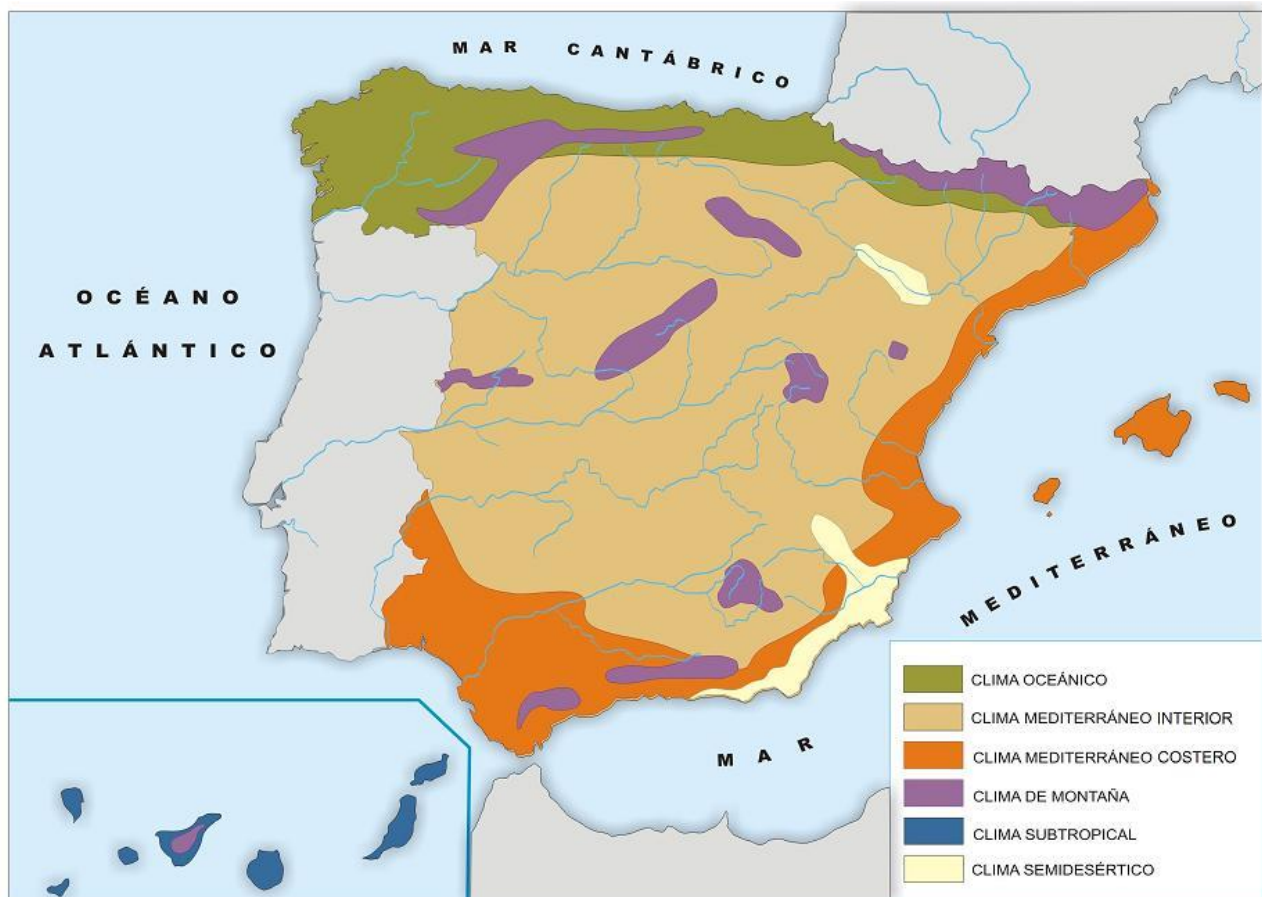 MAR CANTÁBRICO
OCÉANO
ATLÁNTICO
MEDITERRÁNEO
MAR
CLIMA OCEÁNICO
CLIMA MEDITERRÁNEO INTERIOR
CLIMA MEDITERRÁNEO COSTERO
CLIMA DE MONTAÑA
CLIMA SUBTROPICAL
CLIMA SEMIDESÉRTICO